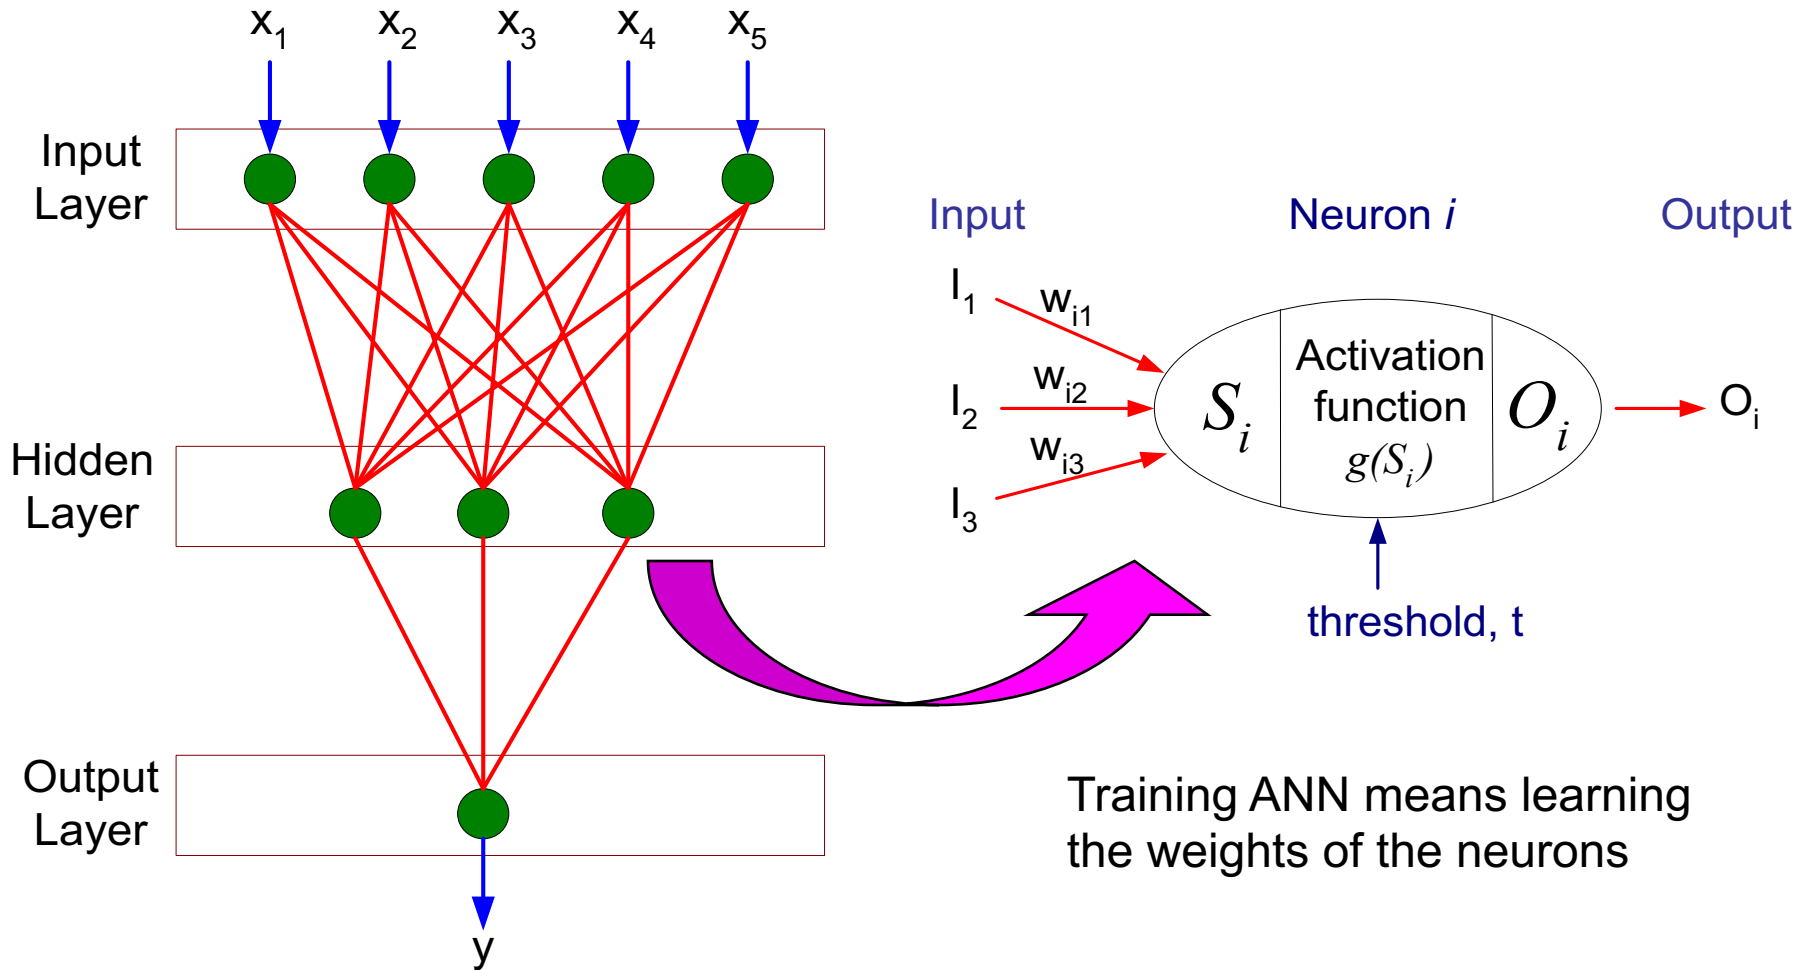 x1 x2 x3 x4 x5
Input
Layer
Hidden
Layer
Output
Layer
y
Input Neuron i Output
I1
wi1
I2
wi2
I3
wi3
Si
Activation
function
g(Si)
Oi
Oi
threshold, t
Training ANN means learning
the weights of the neurons